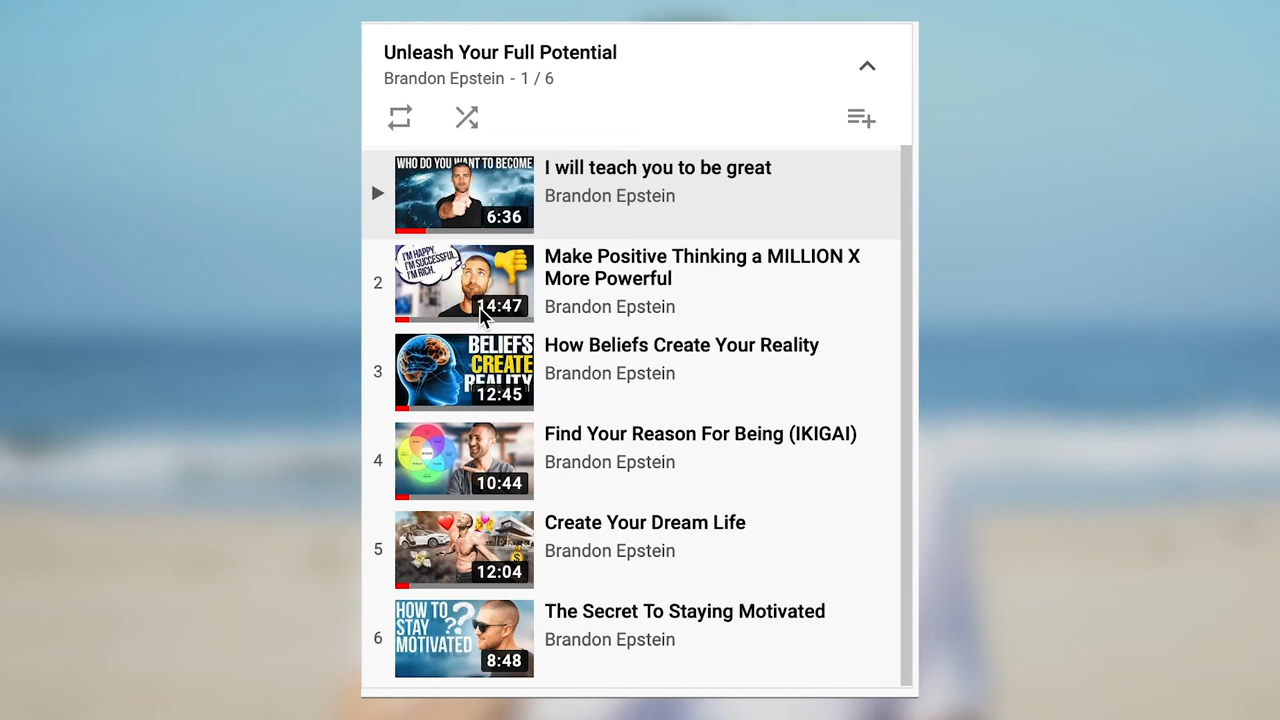 Unleash Your Full Potential
Brandon Epstein - 1 / 6
WHO DO YOU WANT TO BECOME
6:36
I will teach you to be great
Brandon Epstein
2
I'M HAPPY,
I'M SUCCESSFUL,
I'M RICH.
14:47
Make Positive Thinking a MILLION X
More Powerful
Brandon Epstein
3
BELIEFS
CREATE
REALITY
12:45
How Beliefs Create Your Reality
Brandon Epstein
4
10:44
Find Your Reason For Being (IKIGAI)
Brandon Epstein
5
12:04
Create Your Dream Life
Brandon Epstein
6
HOW TO
STAY
MOTIVATED
??
8:48
The Secret To Staying Motivated
Brandon Epstein